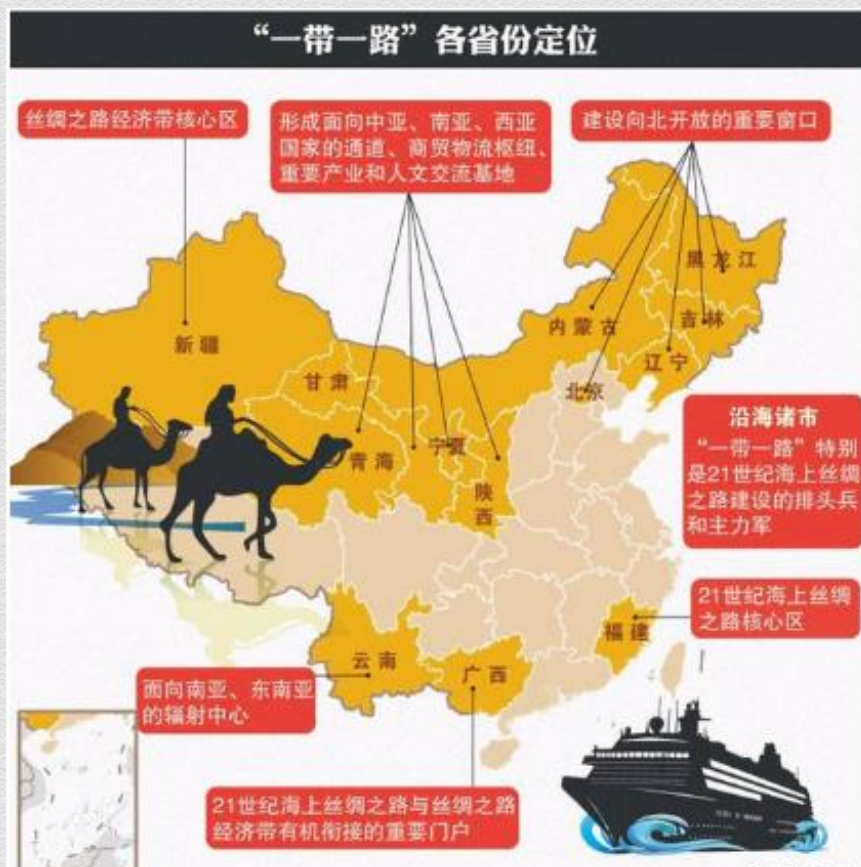 “一带一路”各省份定位
丝绸之路经济带核心区
形成面向中亚、南亚、西亚
国家的通道、商贸物流枢纽、
重要产业和人文交流基地
建设向北开放的重要窗口
黑龙江
吉林
内蒙古
辽宁
新疆
甘肃
北京
青海
宁夏
陕西
沿海诸市
“一带一路”特别
是21世纪海上丝绸
之路建设的排头兵
和主力军
21世纪海上丝绸
之路核心区
福建
云南
广西
面向南亚、东南亚
的辐射中心
21世纪海上丝绸之路与丝绸之路
经济带有机衔接的重要门户